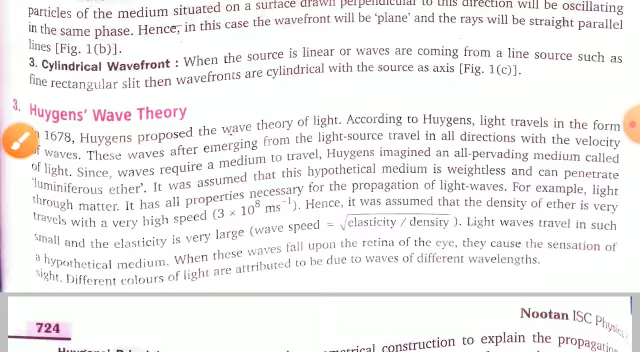 particles of the medium situated on a surface drawn perpendicular to this direction will be oscillating
in the same phase. Hence, in this case the wavefront will be 'plane' and the rays will be straight parallel
lines [Fig. 1(b)].
3. Cylindrical Wavefront : When the source is linear or waves are coming from a line source such as
fine rectangular slit then wavefronts are cylindrical with the source as axis [Fig. 1(c)].
3. Huygens' Wave Theory
1678, Huygens proposed the wave theory of light. According to Huygens, light travels in the form
of waves. These waves after emerging from the light-source travel in all directions with the velocity
of light. Since, waves require a medium to travel, Huygens imagined an all-pervading medium called
'luminiferous ether'. It was assumed that this hypothetical medium is weightless and can penetrate
through matter. It has all properties necessary for the propagation of light-waves. For example, light
travels with a very high speed (3 × 10⁸ ms⁻¹). Hence, it was assumed that the density of ether is very
small and the elasticity is very large (wave speed = √elasticity / density ). Light waves travel in such
a hypothetical medium. When these waves fall upon the retina of the eye, they cause the sensation of
sight. Different colours of light are attributed to be due to waves of different wavelengths.
724
Nootan ISC Physics
construction to explain the propagation